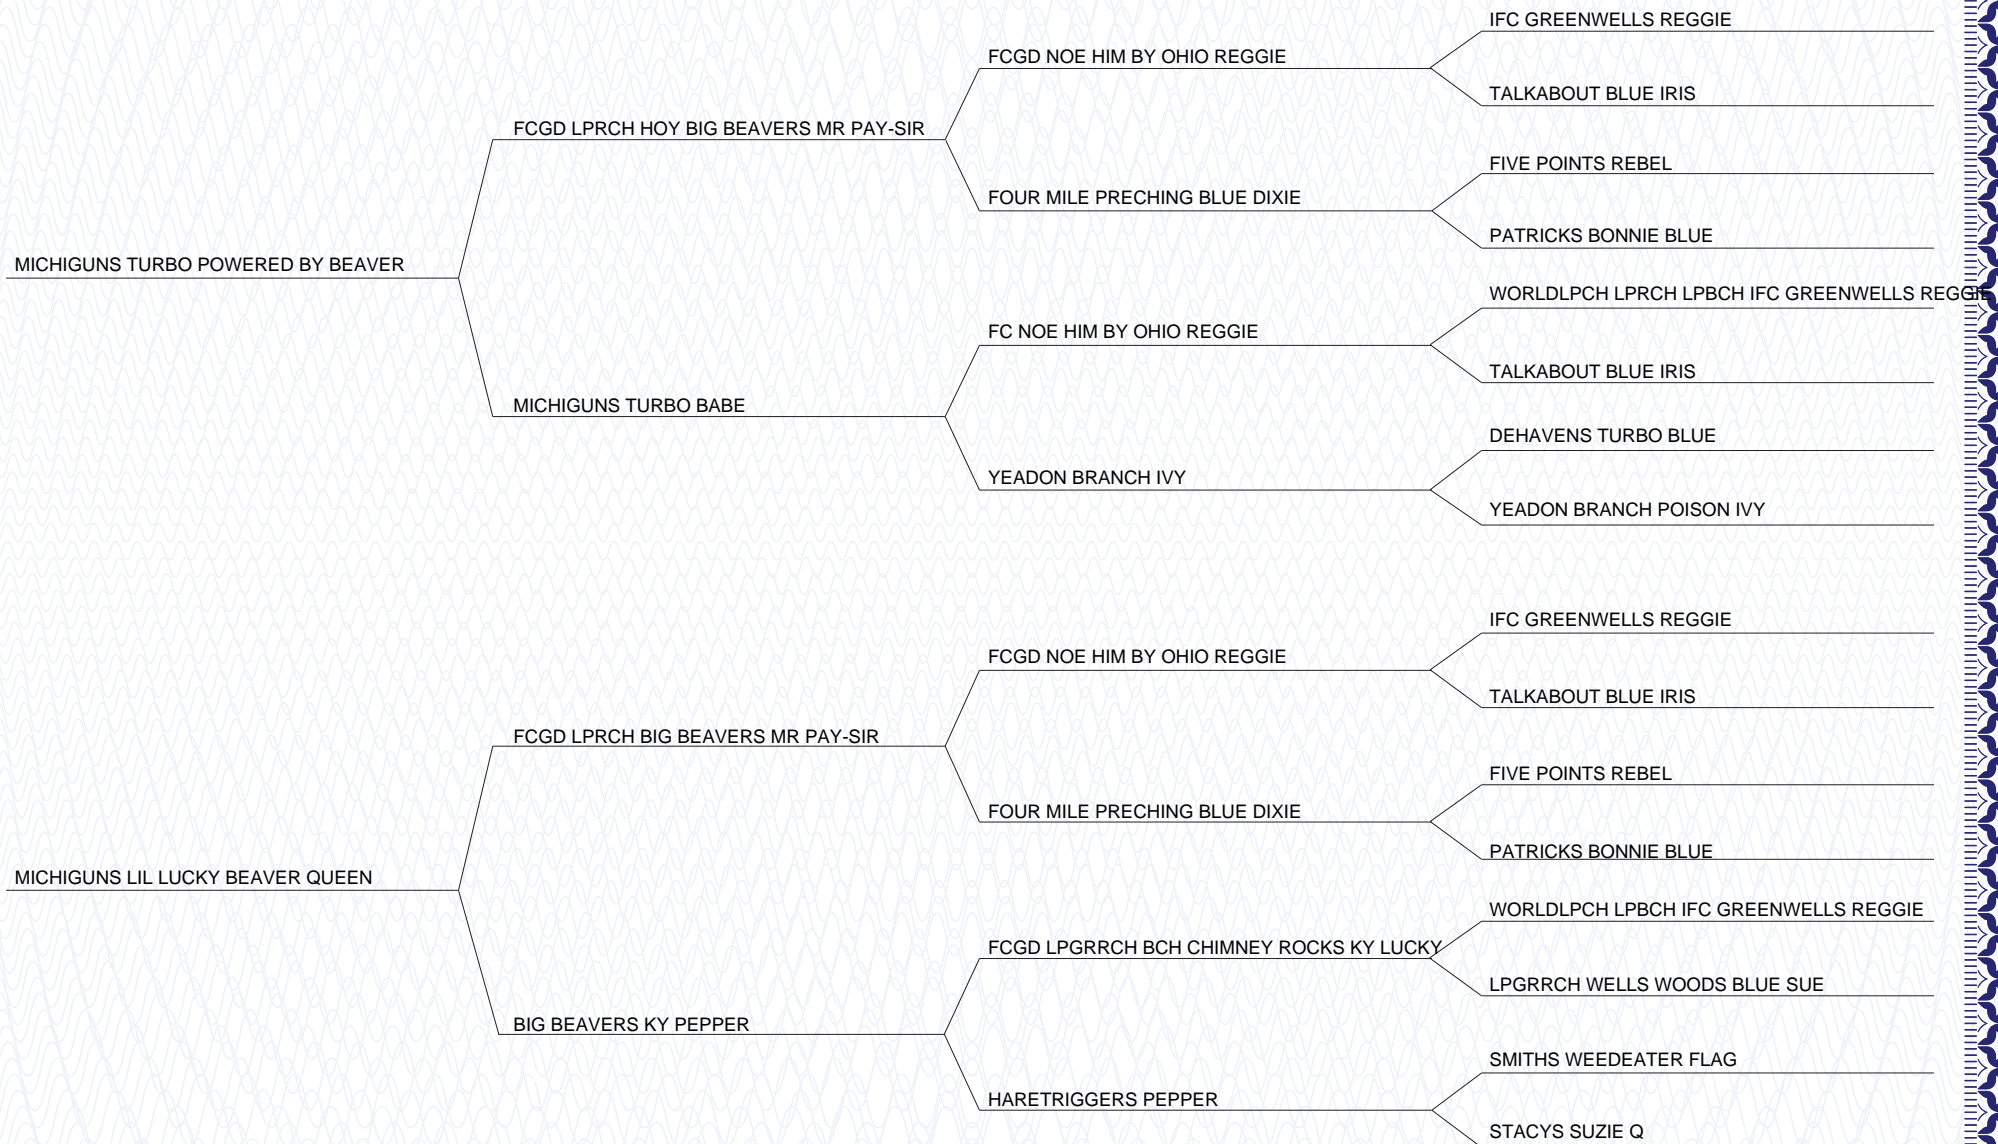 IFC GREENWELLS REGGIE
FCGD NOE HIM BY OHIO REGGIE
TALKABOUT BLUE IRIS
FCGD LPRCH HOY BIG BEAVERS MR PAY-SIR
FIVE POINTS REBEL
FOUR MILE PRECHING BLUE DIXIE
PATRICKS BONNIE BLUE
MICHIGUNS TURBO POWERED BY BEAVER
WORLDLPCH LPRCH LPBCH IFC GREENWELLS REGGIE
FC NOE HIM BY OHIO REGGIE
TALKABOUT BLUE IRIS
MICHIGUNS TURBO BABE
DEHAVENS TURBO BLUE
YEADON BRANCH IVY
YEADON BRANCH POISON IVY
IFC GREENWELLS REGGIE
FCGD NOE HIM BY OHIO REGGIE
TALKABOUT BLUE IRIS
FCGD LPRCH BIG BEAVERS MR PAY-SIR
FIVE POINTS REBEL
FOUR MILE PRECHING BLUE DIXIE
PATRICKS BONNIE BLUE
MICHIGUNS LIL LUCKY BEAVER QUEEN
WORLDLPCH LPBCH IFC GREENWELLS REGGIE
FCGD LPGRRCH BCH CHIMNEY ROCKS KY LUCKY
LPGRRCH WELLS WOODS BLUE SUE
BIG BEAVERS KY PEPPER
SMITHS WEEDEATER FLAG
HARETRIGGERS PEPPER
STACYS SUZIE Q